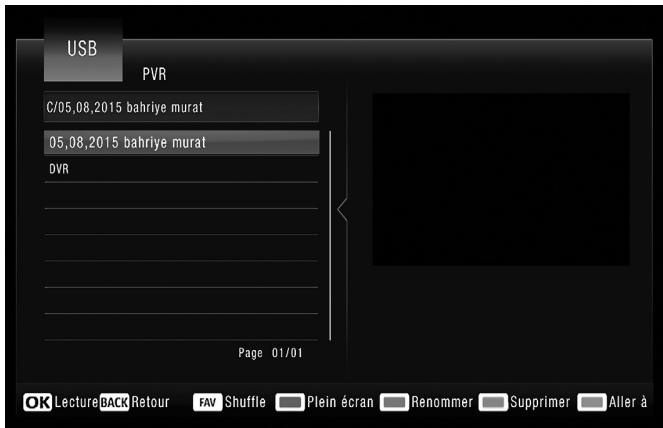 USB
PVR
C/05,08,2015 bahriye murat
05,08,2015 bahriye murat
DVR
Page 01/01
OK Lecture BACK Retour FAV Shuffle Plein écran Renommer Supprimer Aller à